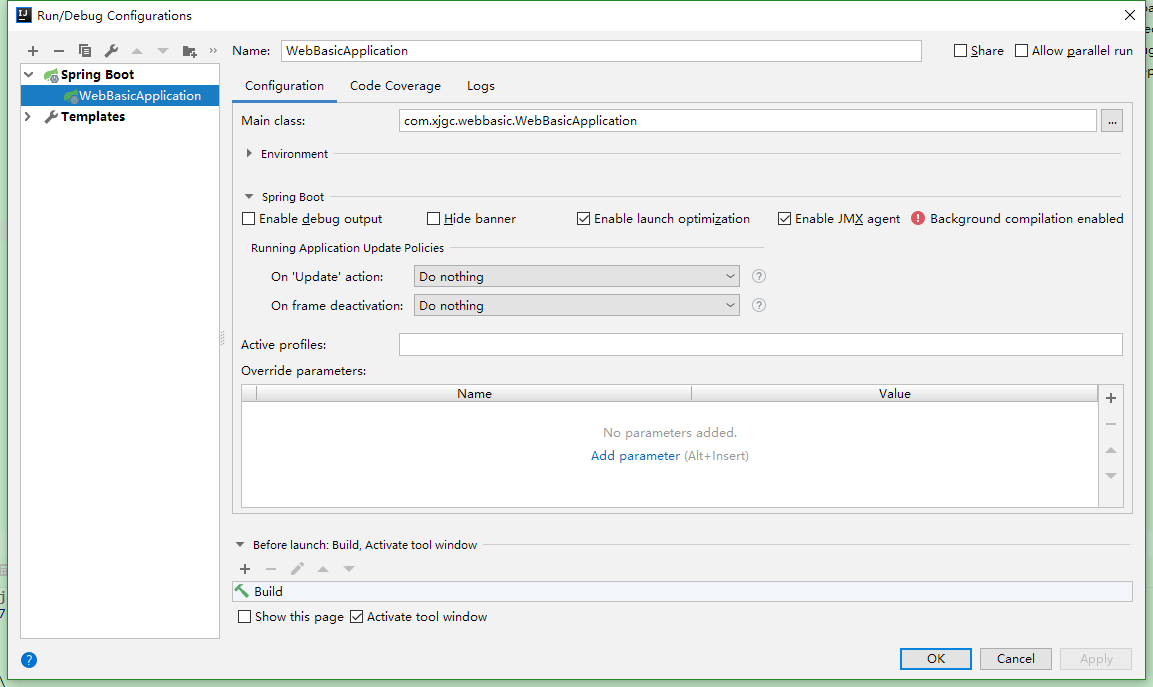 Run/Debug Configurations
Name: WebBasicApplication Share Allow parallel run
Spring Boot
WebBasicApplication
Templates
Configuration Code Coverage Logs
Main class: com.xjgc.webbasic.WebBasicApplication ...
Environment
Spring Boot
Enable debug output Hide banner Enable launch optimization Enable JMX agent Background compilation enabled
Running Application Update Policies
On 'Update' action: Do nothing ?
On frame deactivation: Do nothing ?
Active profiles:
Override parameters:
Name Value
No parameters added.
Add parameter (Alt+Insert)
Before launch: Build, Activate tool window
Build
Show this page Activate tool window
? OK Cancel Apply